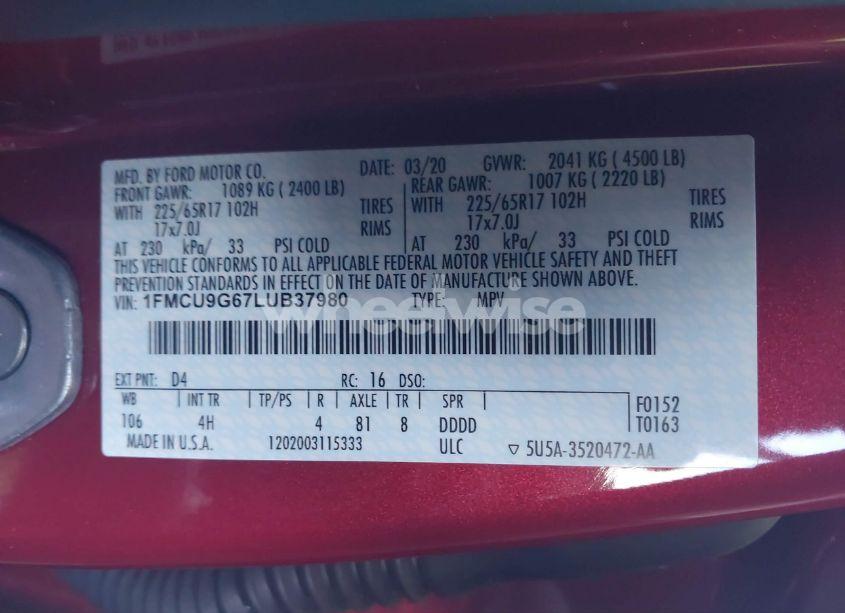 MFD. BY FORD MOTOR CO. DATE: 03/20 GVWR: 2041 KG ( 4500 LB)
FRONT GAWR: 1089 KG ( 2400 LB) REAR GAWR: 1007 KG ( 2220 LB)
WITH 225/65R17 102H TIRES WITH 225/65R17 102H TIRES
17x7.0J RIMS 17x7.0J RIMS
AT 230 kPa/ 33 PSI COLD AT 230 kPa/ 33 PSI COLD
THIS VEHICLE CONFORMS TO ALL APPLICABLE FEDERAL MOTOR VEHICLE SAFETY AND THEFT
PREVENTION STANDARDS IN EFFECT ON THE DATE OF MANUFACTURE SHOWN ABOVE.
VIN: 1FMCU9G67LUB37980 TYPE: MPV
wheelwise
EXT PNT: D4 RC: 16 DSO:
WB INT TR TP/PS R AXLE TR SPR F0152
106 4H 4 81 8 DDDD T0163
MADE IN U.S.A. 1202003115333 ULC ▽ 5U5A-3520472-AA